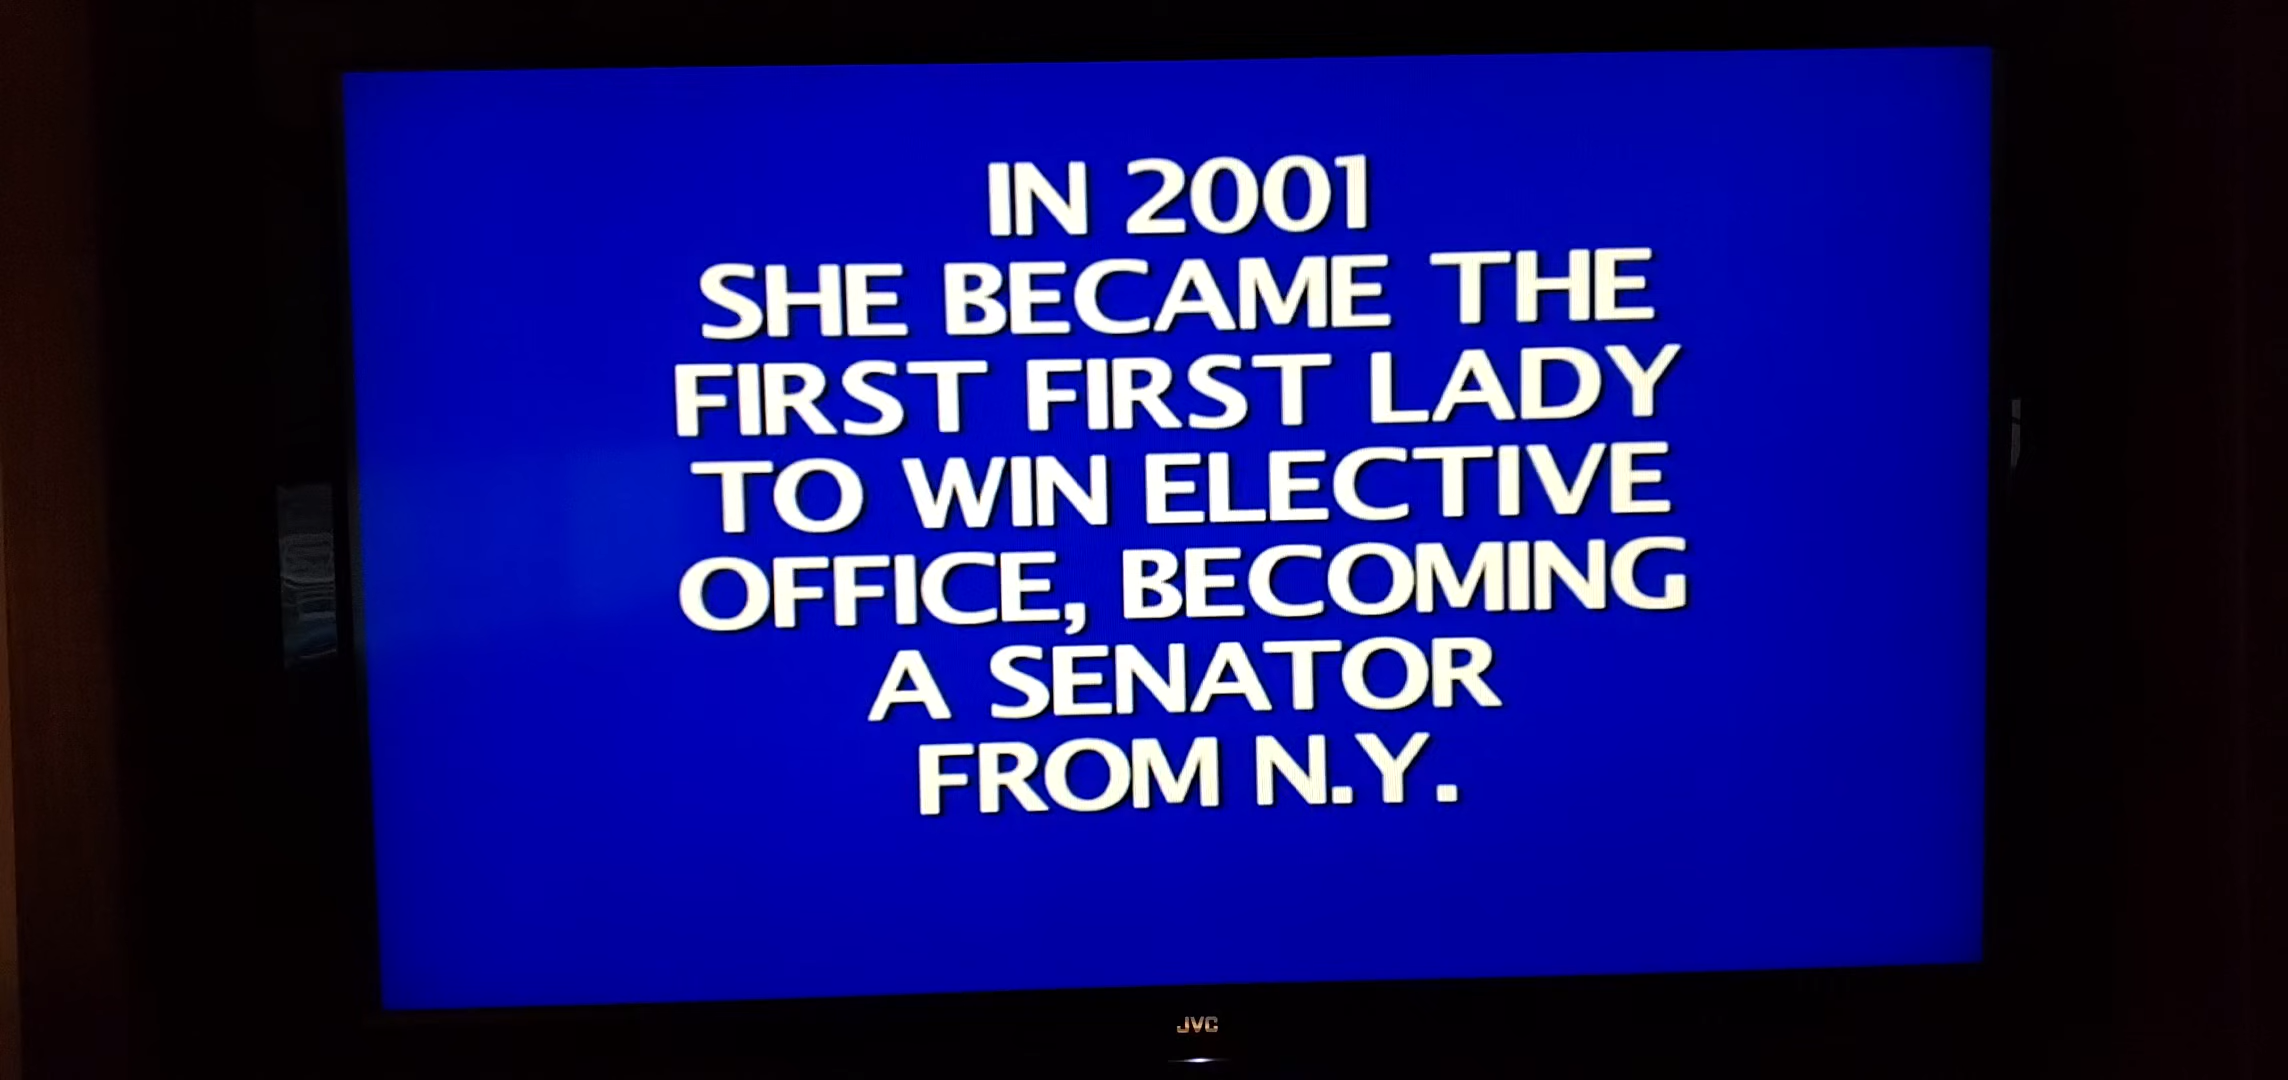 IN 2001
SHE BECAME THE
FIRST FIRST LADY
TO WIN ELECTIVE
OFFICE, BECOMING
A SENATOR
FROM N.Y.
JVC